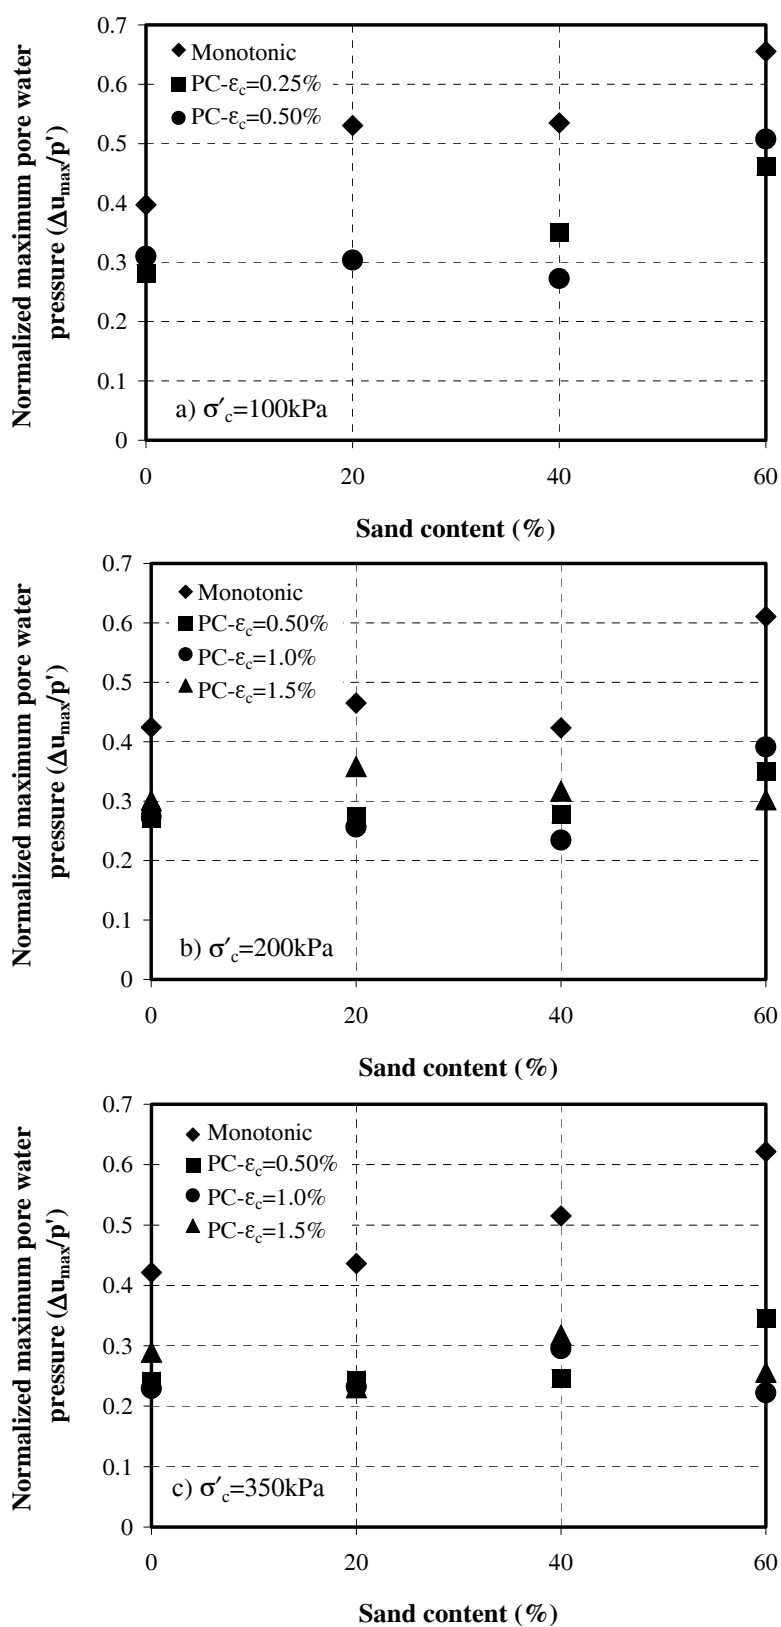 Normalized maximum pore water
pressure (Δu_max/p')
0.7
0.6
0.5
0.4
0.3
0.2
0.1
0
Monotonic
PC-ε_c=0.25%
PC-ε_c=0.50%
a) σ′_c=100kPa
0 20 40 60
Sand content (%)
Normalized maximum pore water
pressure (Δu_max/p')
0.7
0.6
0.5
0.4
0.3
0.2
0.1
0
Monotonic
PC-ε_c=0.50%
PC-ε_c=1.0%
PC-ε_c=1.5%
b) σ′_c=200kPa
0 20 40 60
Sand content (%)
Normalized maximum pore water
pressure (Δu_max/p')
0.7
0.6
0.5
0.4
0.3
0.2
0.1
0
Monotonic
PC-ε_c=0.50%
PC-ε_c=1.0%
PC-ε_c=1.5%
c) σ′_c=350kPa
0 20 40 60
Sand content (%)